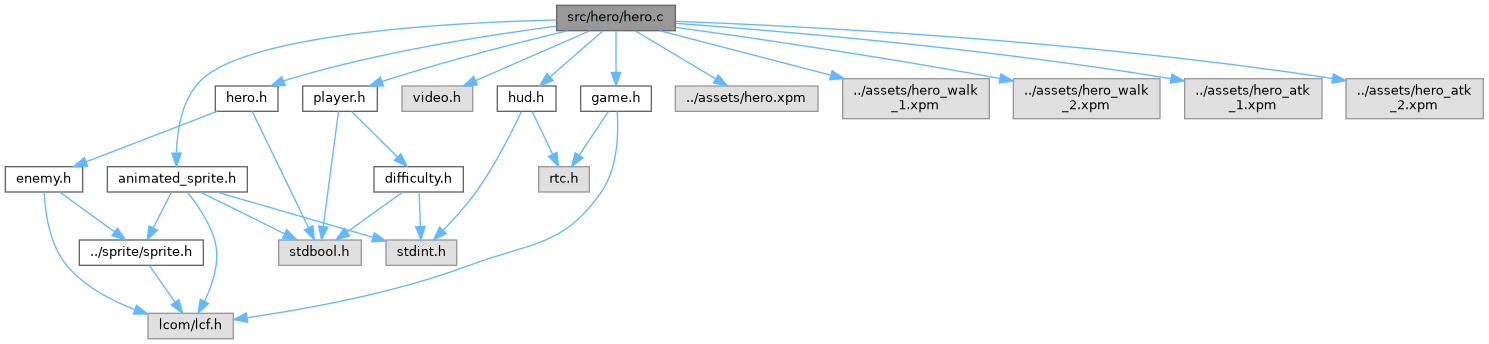 src/hero/hero.c
hero.h
player.h
video.h
hud.h
game.h
../assets/hero.xpm
../assets/hero_walk
_1.xpm
../assets/hero_walk
_2.xpm
../assets/hero_atk
_1.xpm
../assets/hero_atk
_2.xpm
enemy.h
animated_sprite.h
difficulty.h
rtc.h
../sprite/sprite.h
stdbool.h
stdint.h
lcom/lcf.h